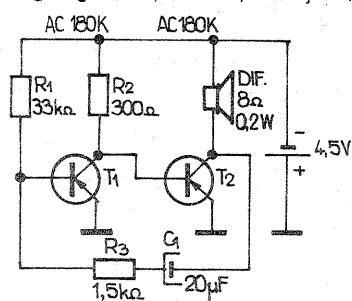 AC 180K AC180K
R1
33kΩ
R2
300Ω
DIF.
8Ω
0,2W
-
4,5V
+
T1
T2
R3
1,5kΩ
C1
20µF